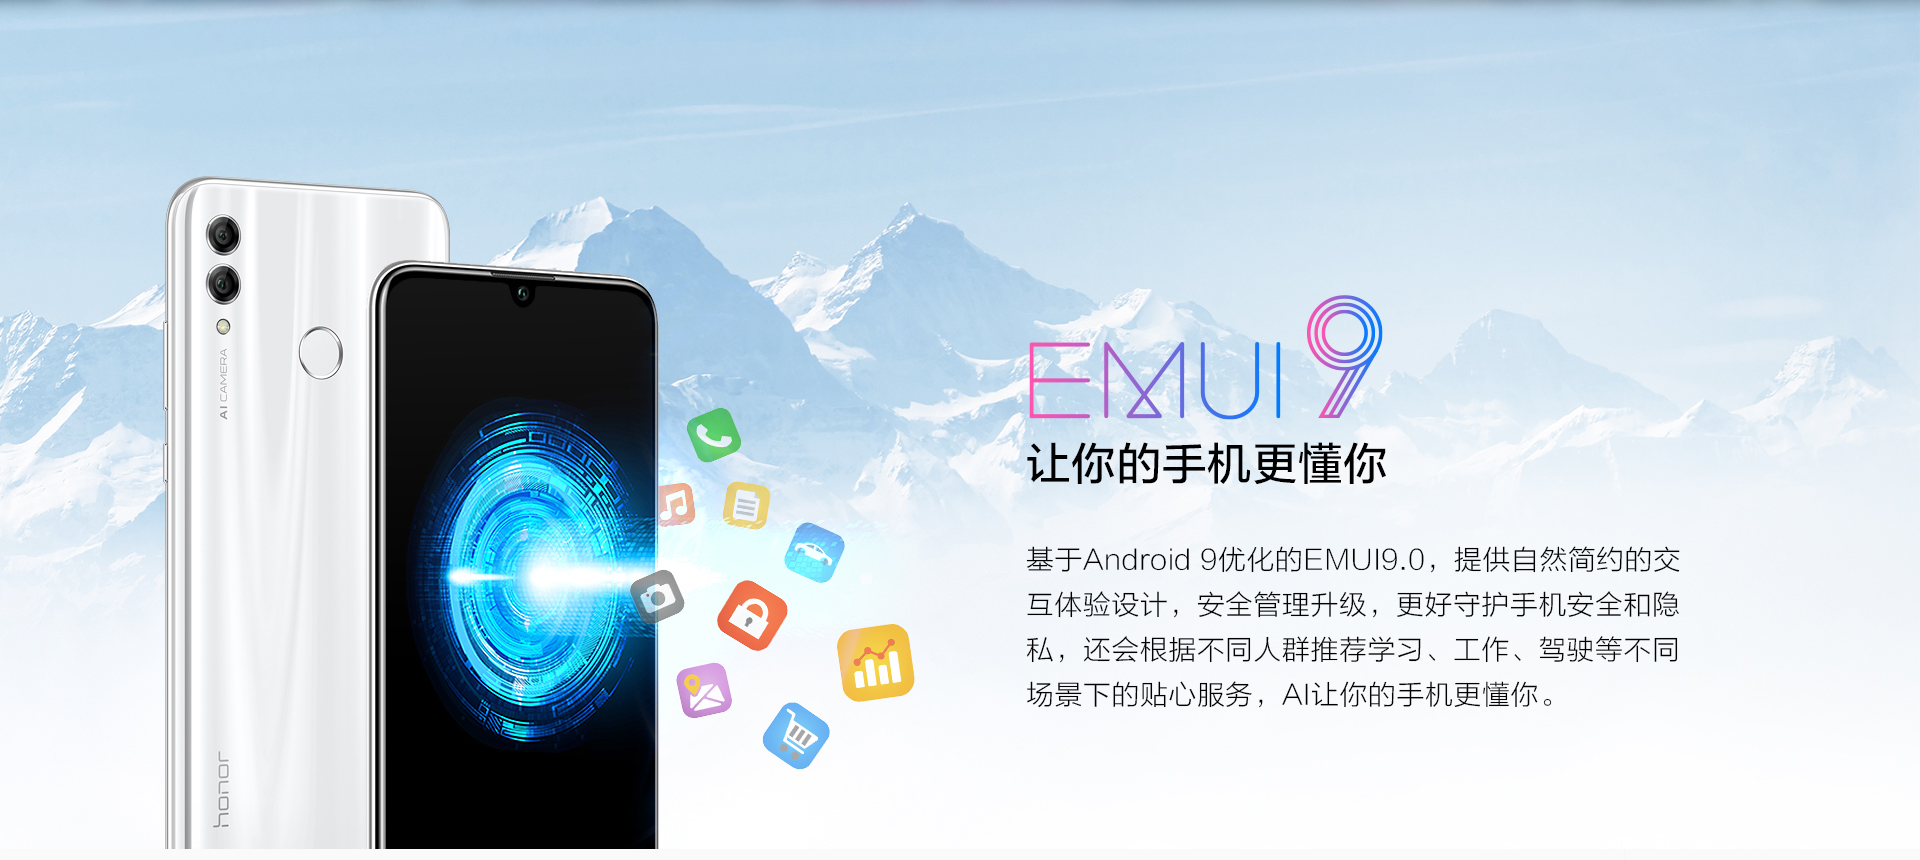 AI CAMERA
honor
EMUI 9
让你的手机更懂你
基于Android 9优化的EMUI9.0，提供自然简约的交
互体验设计，安全管理升级，更好守护手机安全和隐
私，还会根据不同人群推荐学习、工作、驾驶等不同
场景下的贴心服务，AI让你的手机更懂你。